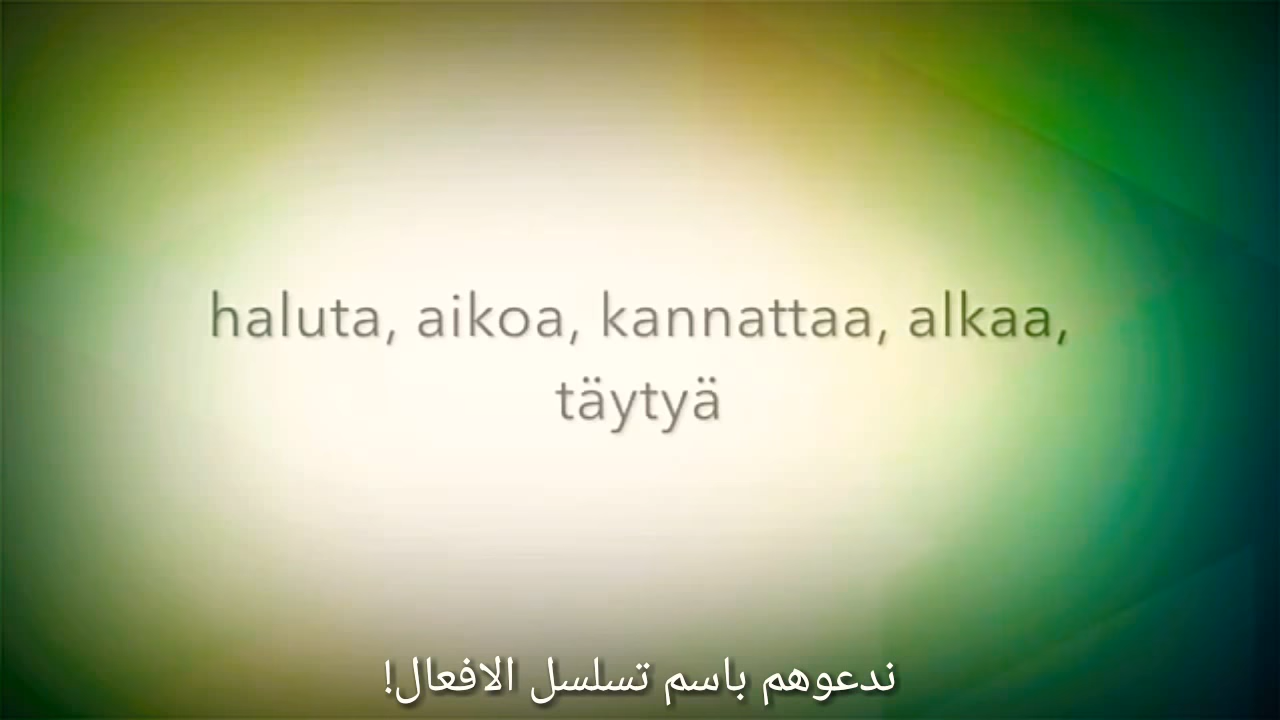 haluta, aikoa, kannattaa, alkaa,
täytyä
ندعوهم باسم تسلسل الافعال!